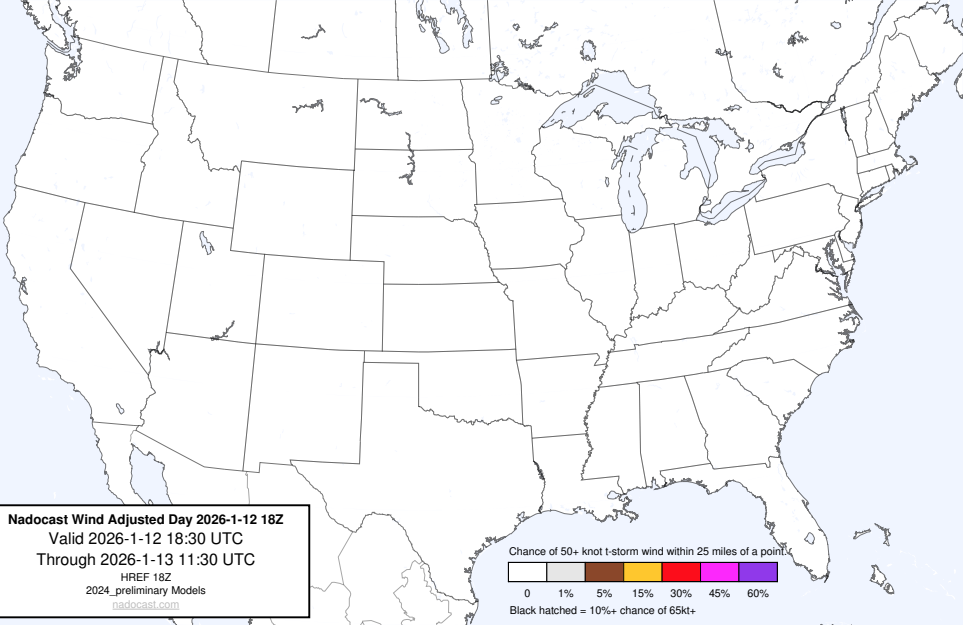 Nadocast Wind Adjusted Day 2026-1-12 18Z
Valid 2026-1-12 18:30 UTC
Through 2026-1-13 11:30 UTC
HREF 18Z
2024_preliminary Models
nadocast.com
Chance of 50+ knot t-storm wind within 25 miles of a point.
0 1% 5% 15% 30% 45% 60%
Black hatched = 10%+ chance of 65kt+